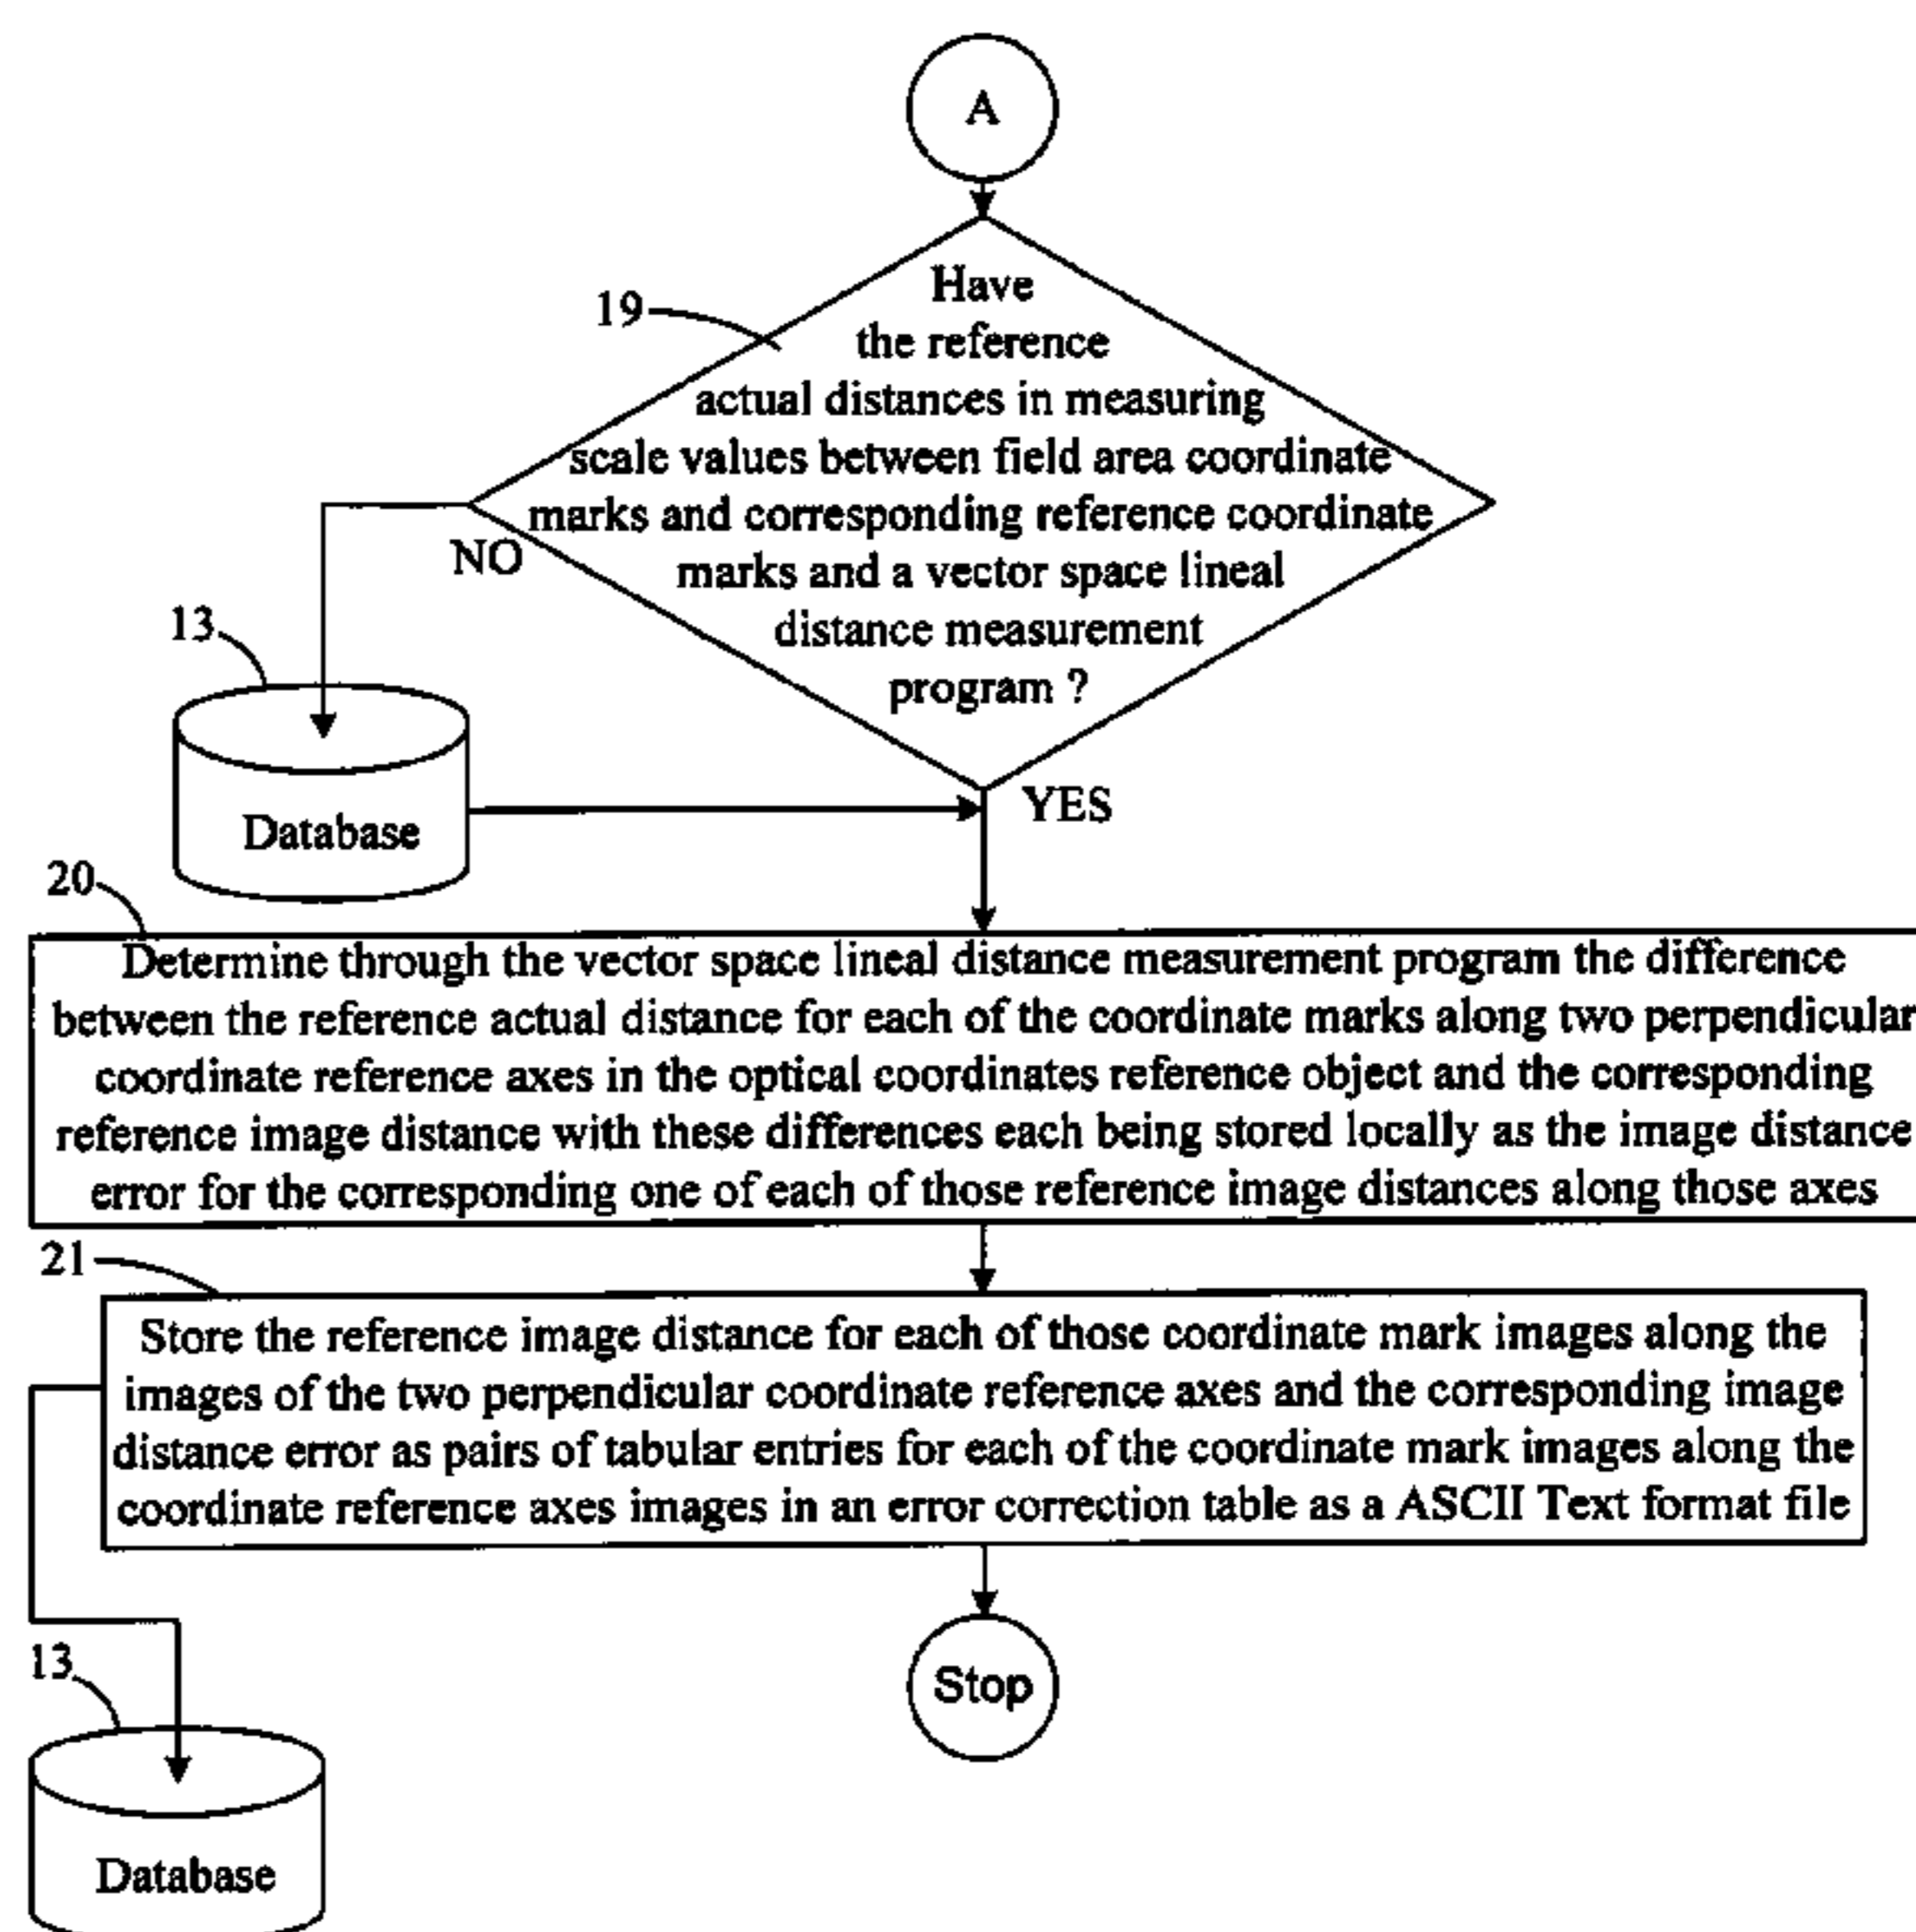 A
19
Have
the reference
actual distances in measuring
scale values between field area coordinate
marks and corresponding reference coordinate
marks and a vector space lineal
distance measurement
program ?
NO
YES
13
Database
20
Determine through the vector space lineal distance measurement program the difference
between the reference actual distance for each of the coordinate marks along two perpendicular
coordinate reference axes in the optical coordinates reference object and the corresponding
reference image distance with these differences each being stored locally as the image distance
error for the corresponding one of each of those reference image distances along those axes
21
Store the reference image distance for each of those coordinate mark images along the
images of the two perpendicular coordinate reference axes and the corresponding image
distance error as pairs of tabular entries for each of the coordinate mark images along the
coordinate reference axes images in an error correction table as a ASCII Text format file
Stop
13
Database